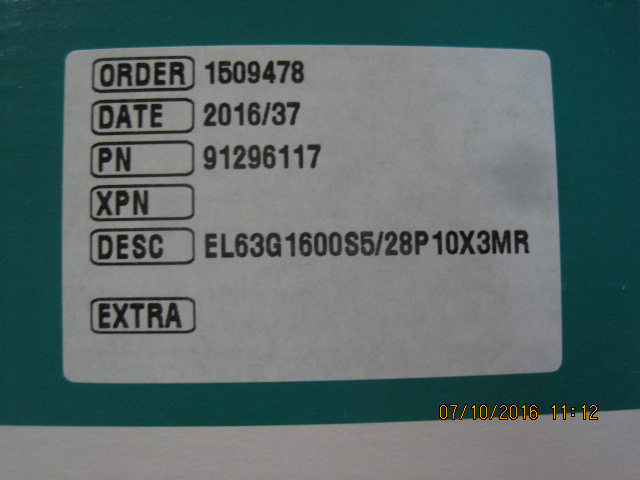 ORDER 1509478
DATE 2016/37
PN 91296117
XPN
DESC EL63G1600S5/28P10X3MR
EXTRA
07/10/2016 11:12